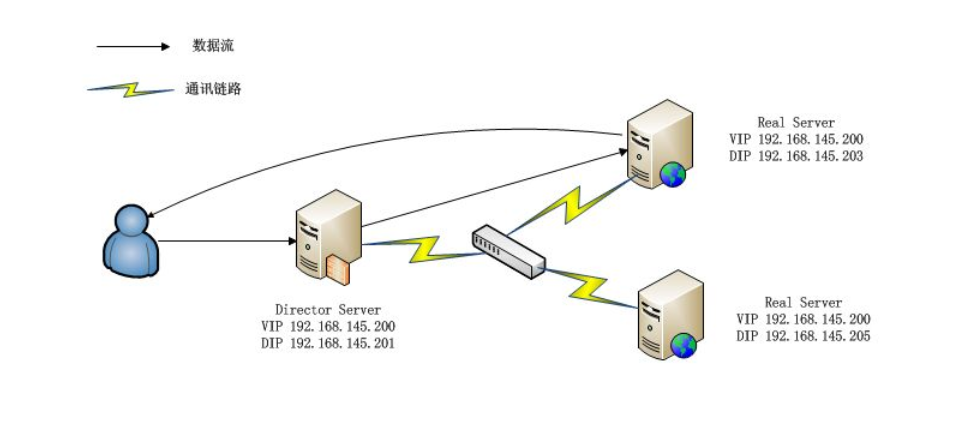 数据流
通讯链路
Real Server
VIP 192.168.145.200
DIP 192.168.145.203
Director Server
VIP 192.168.145.200
DIP 192.168.145.201
Real Server
VIP 192.168.145.200
DIP 192.168.145.205